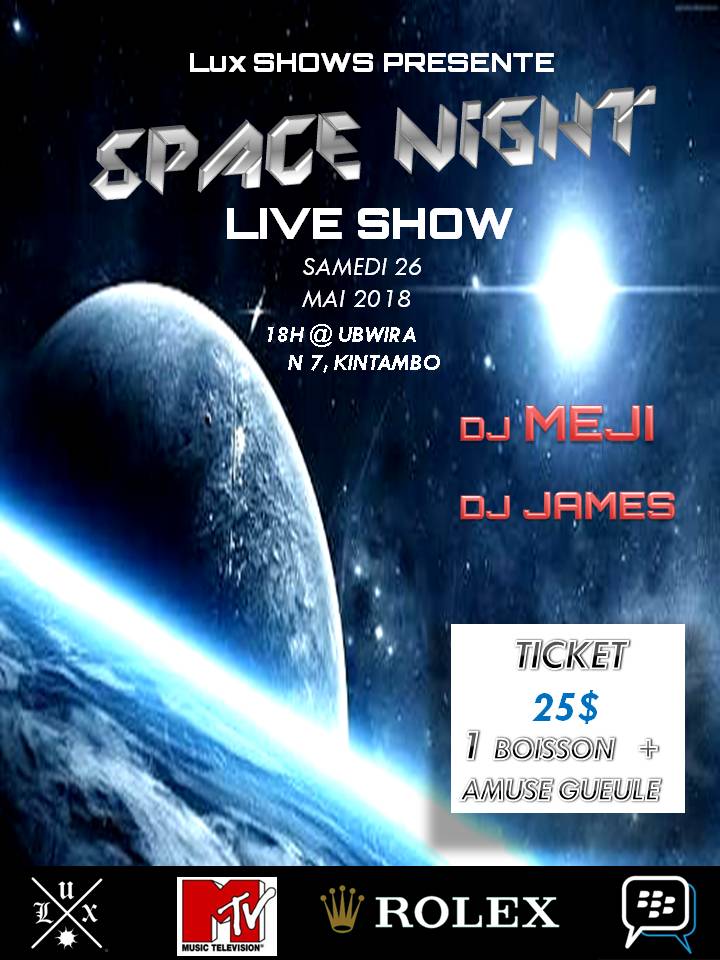 Lux SHOWS PRESENTE
SPACE NIGHT
LIVE SHOW
SAMEDI 26
MAI 2018
18H @ UBWIRA
N 7, KINTAMBO
DJ MEJI
DJ JAMES
TICKET
25$
1 BOISSON +
AMUSE GUEULE
LUX
MTV
MUSIC TELEVISION®
ROLEX